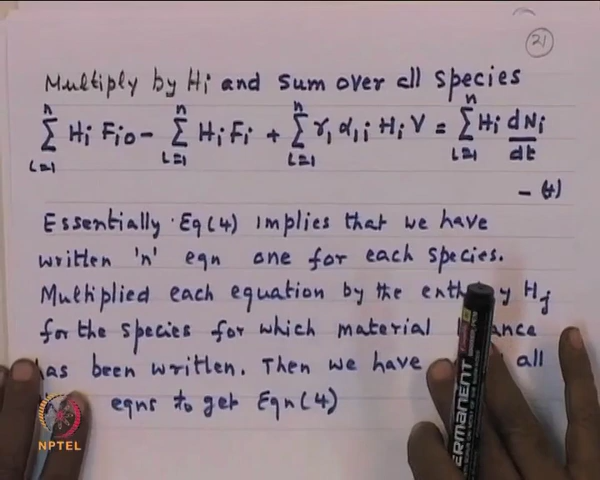 21
Multiply by Hi and sum over all species
n n n n
∑ Hi Fio - ∑ Hi Fi + ∑ r1 α1i Hi V = ∑ Hi dNi
i=1 i=1 i=1 i=1 dt
- (4)
Essentially Eq(4) implies that we have
written 'n' eqn one for each species.
Multiplied each equation by the Hj
for the species for which material
has been written. Then we have all
eqns to get Eqn(4)
PERMANENT
NPTEL